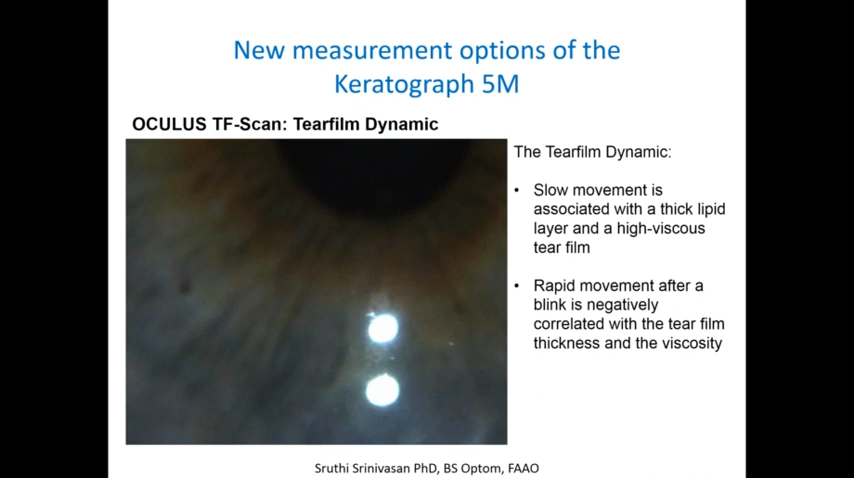 New measurement options of the
Keratograph 5M
OCULUS TF-Scan: Tearfilm Dynamic
The Tearfilm Dynamic:
• Slow movement is
associated with a thick lipid
layer and a high-viscous
tear film
• Rapid movement after a
blink is negatively
correlated with the tear film
thickness and the viscosity
Sruthi Srinivasan PhD, BS Optom, FAAO